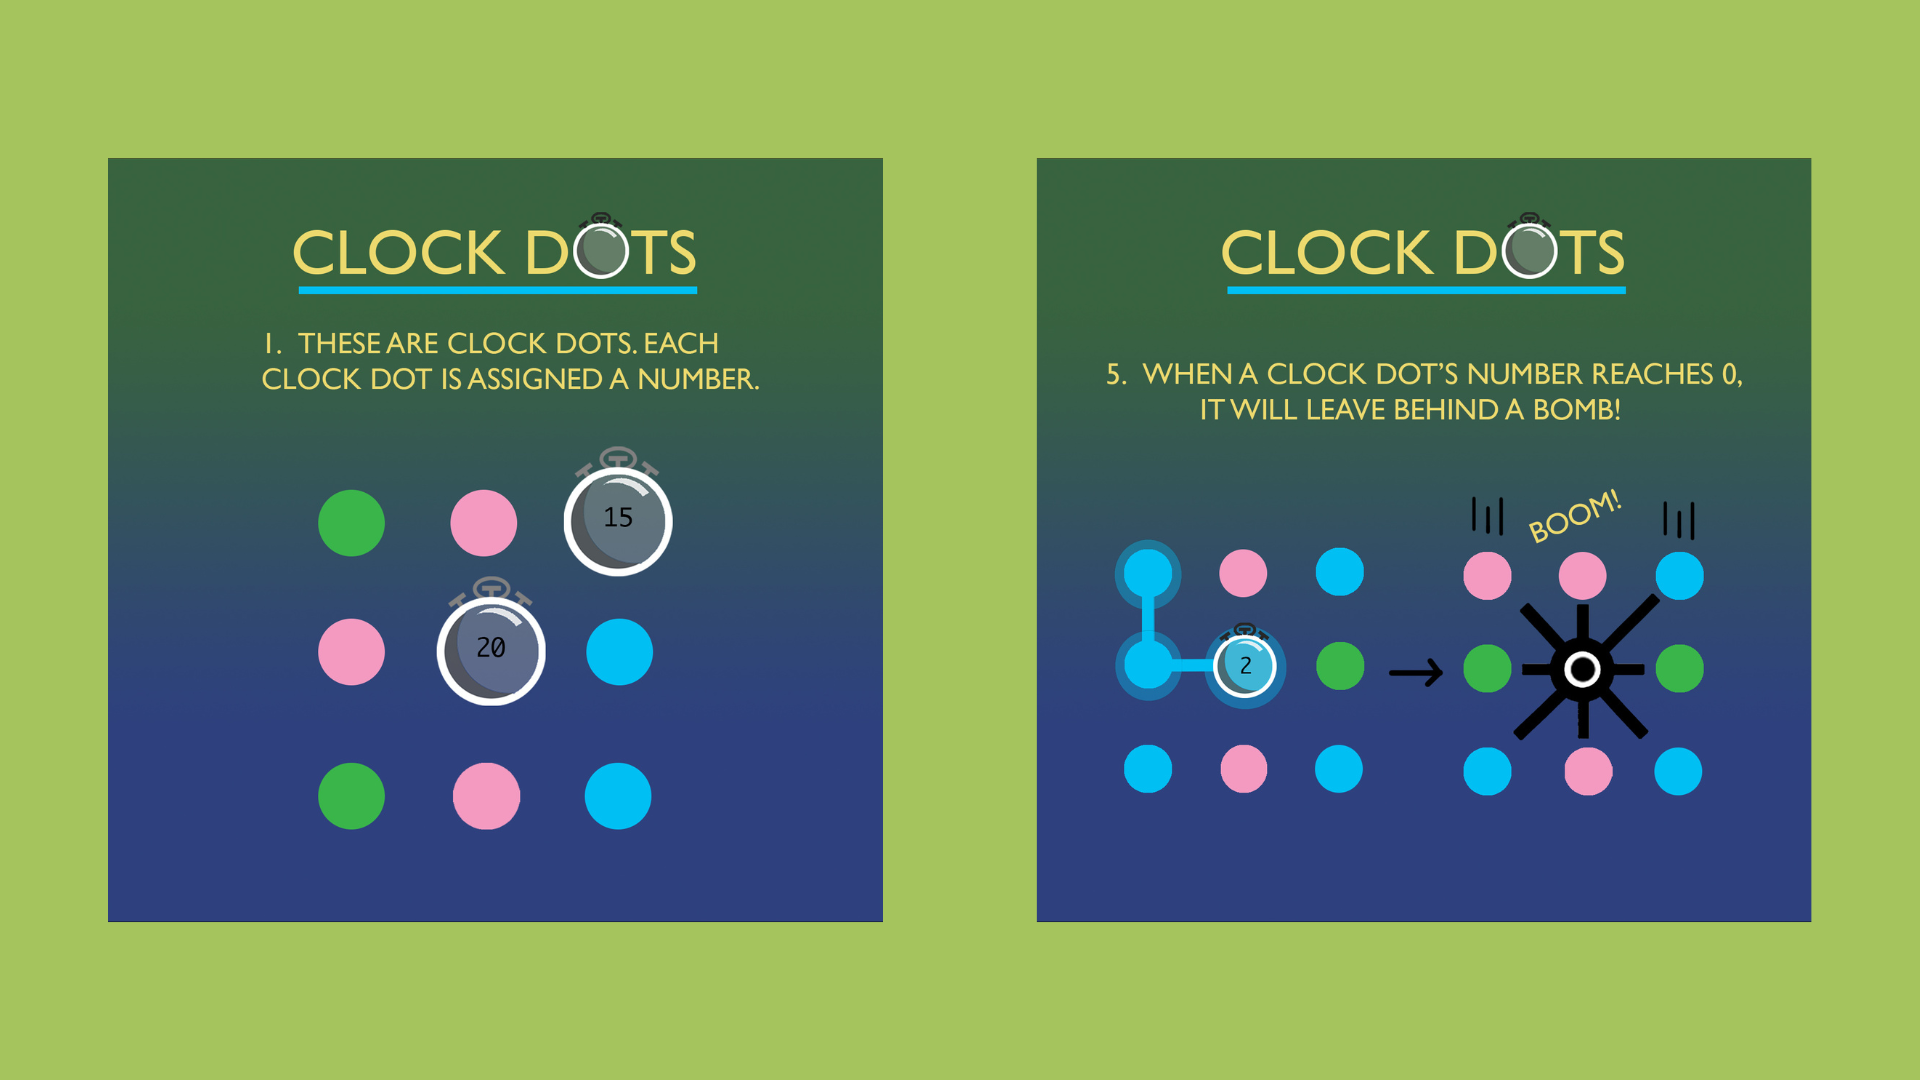 CLOCK DOTS
1. THESE ARE CLOCK DOTS. EACH
CLOCK DOT IS ASSIGNED A NUMBER.
15
20
CLOCK DOTS
5. WHEN A CLOCK DOT’S NUMBER REACHES 0,
IT WILL LEAVE BEHIND A BOMB!
BOOM!
2